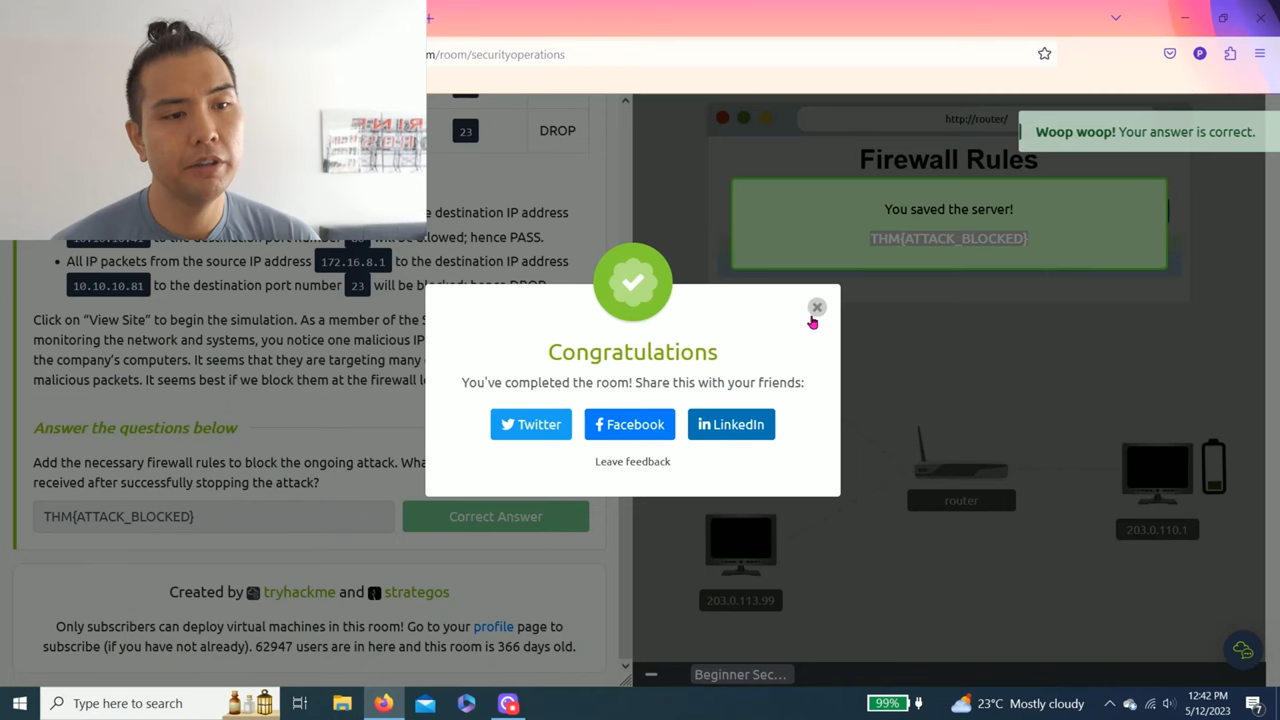 m/room/securityoperations
http://router/
Woop woop! Your answer is correct.
23 DROP
Firewall Rules
You saved the server!
THM{ATTACK_BLOCKED}
e destination IP address
will be allowed; hence PASS.
All IP packets from the source IP address 172.16.8.1 to the destination IP address
10.10.10.81 to the destination port number 23 will be blocked; hence DROP
Click on “View Site” to begin the simulation. As a member of the S
monitoring the network and systems, you notice one malicious IP
the company’s computers. It seems that they are targeting many
malicious packets. It seems best if we block them at the firewall l
Congratulations
You've completed the room! Share this with your friends:
Twitter Facebook LinkedIn
Leave feedback
Answer the questions below
Add the necessary firewall rules to block the ongoing attack. Wha
received after successfully stopping the attack?
THM{ATTACK_BLOCKED} Correct Answer
router
203.0.110.1
203.0.113.99
Created by tryhackme and strategos
Only subscribers can deploy virtual machines in this room! Go to your profile page to
subscribe (if you have not already). 62947 users are in here and this room is 366 days old.
Beginner Sec...
Type here to search
99%
23°C Mostly cloudy
12:42 PM
5/12/2023
7